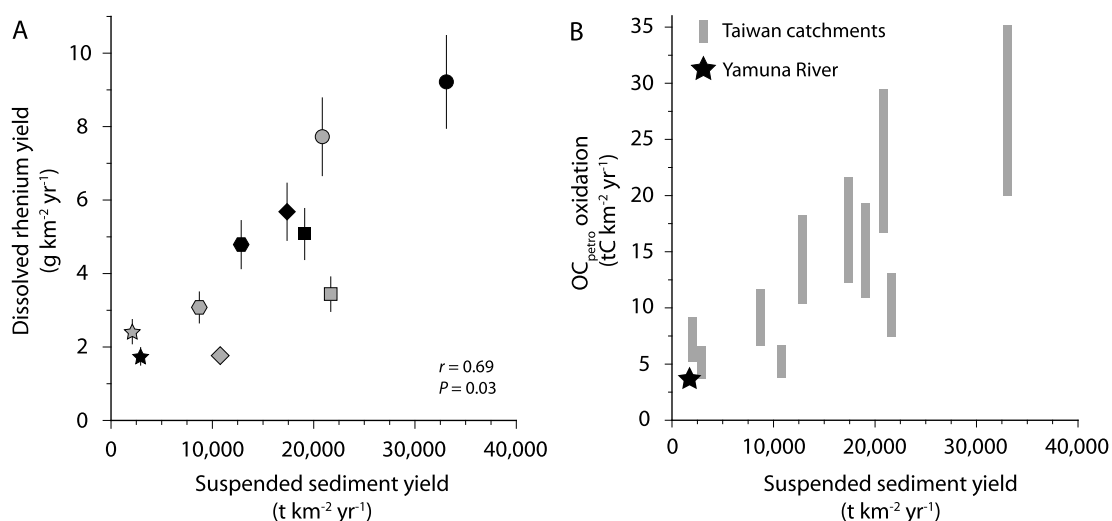 A
Dissolved rhenium yield
(g km⁻² yr⁻¹)
10
8
6
4
2
0
r = 0.69
P = 0.03
0
10,000
20,000
30,000
40,000
Suspended sediment yield
(t km⁻² yr⁻¹)
B
Taiwan catchments
Yamuna River
OCpetro oxidation
(tC km⁻² yr⁻¹)
35
30
25
20
15
10
5
0
0
10,000
20,000
30,000
40,000
Suspended sediment yield
(t km⁻² yr⁻¹)